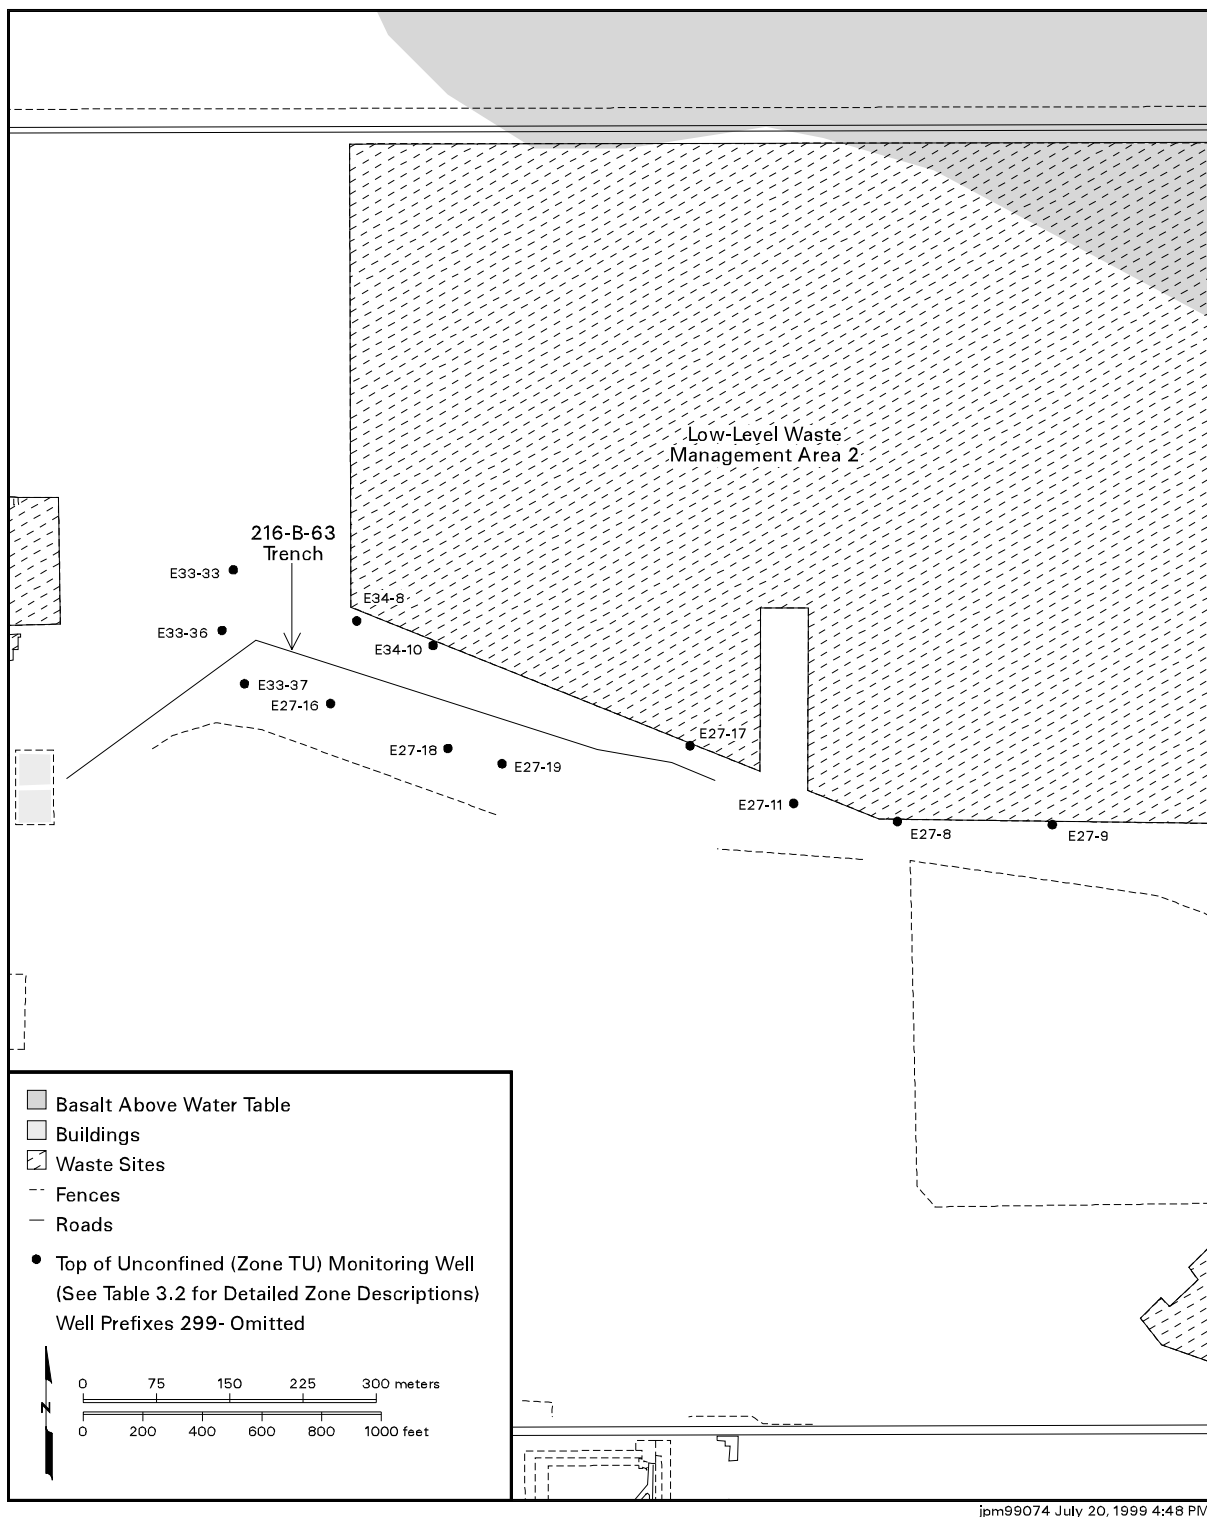 Low-Level Waste
Management Area 2
216-B-63
Trench
E33-33
E34-8
E33-36
E34-10
E33-37
E27-16
E27-17
E27-18
E27-19
E27-11
E27-8
E27-9
Basalt Above Water Table
Buildings
Waste Sites
Fences
Roads
Top of Unconfined (Zone TU) Monitoring Well
(See Table 3.2 for Detailed Zone Descriptions)
Well Prefixes 299- Omitted
N
0 75 150 225 300 meters
0 200 400 600 800 1000 feet
jpm99074 July 20, 1999 4:48 PM